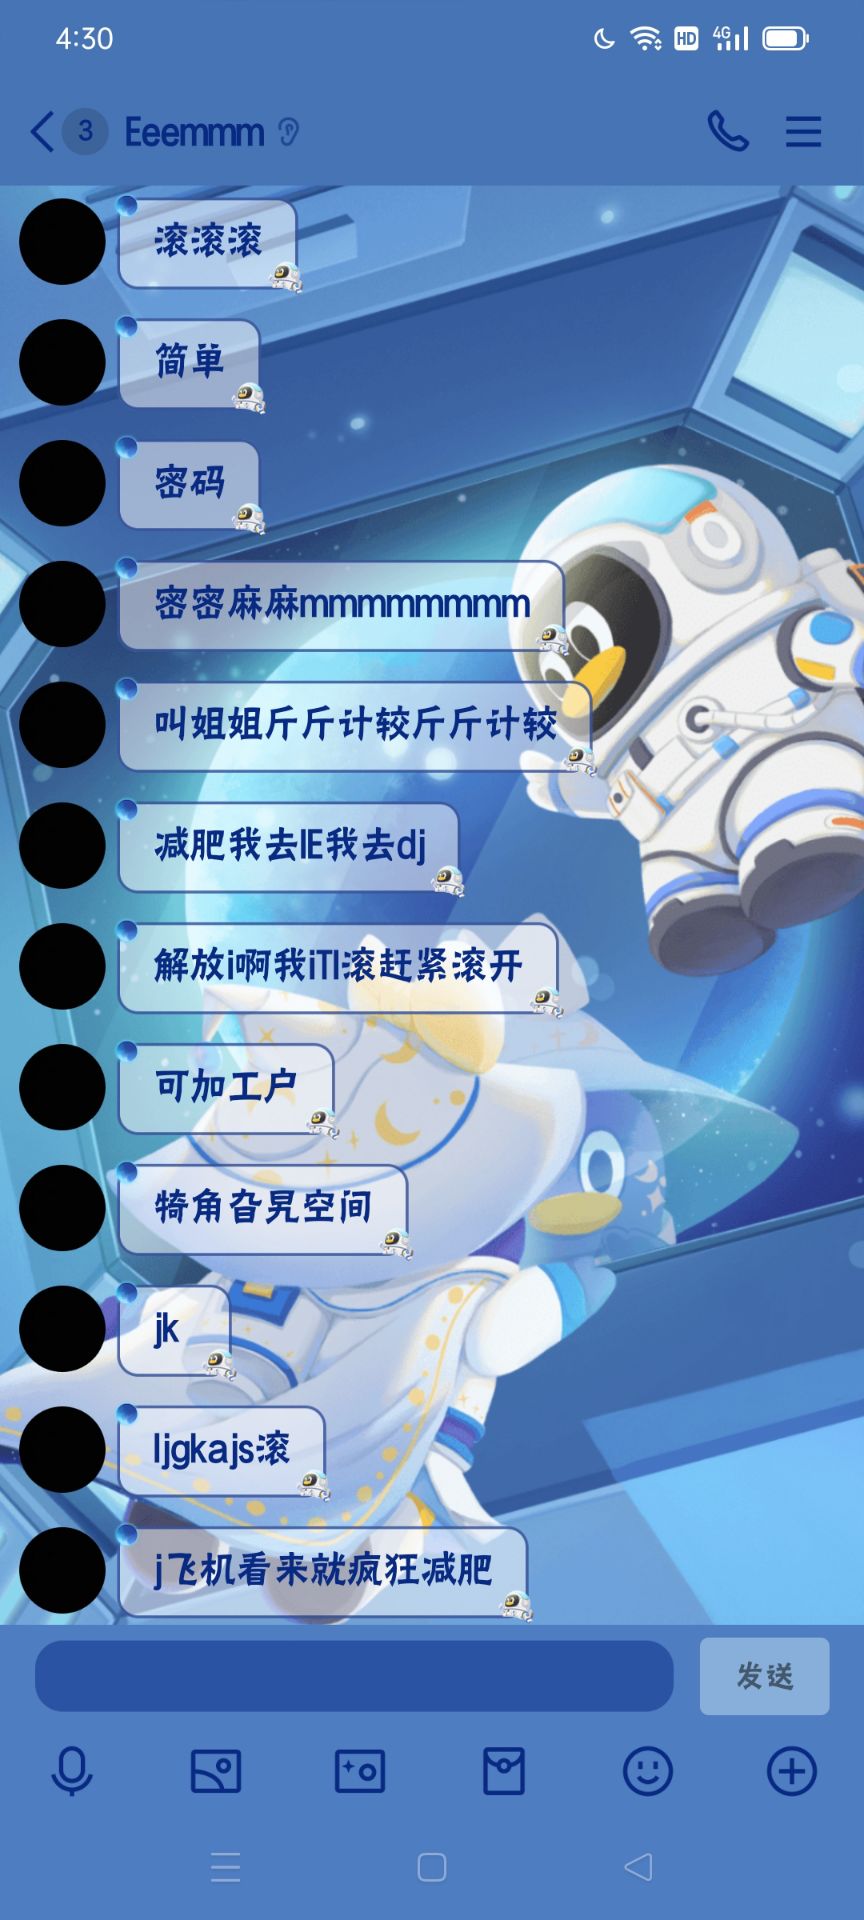 4:30
HD 4G
3 Eeemmm
滚滚滚
简单
密码
密密麻麻mmmmmmmm
叫姐姐斤斤计较斤斤计较
减肥我去IE我去dj
解放i啊我iTl滚赶紧滚开
可加工户
犄角旮旯空间
jk
ljgkajs滚
j飞机看来就疯狂减肥
发送